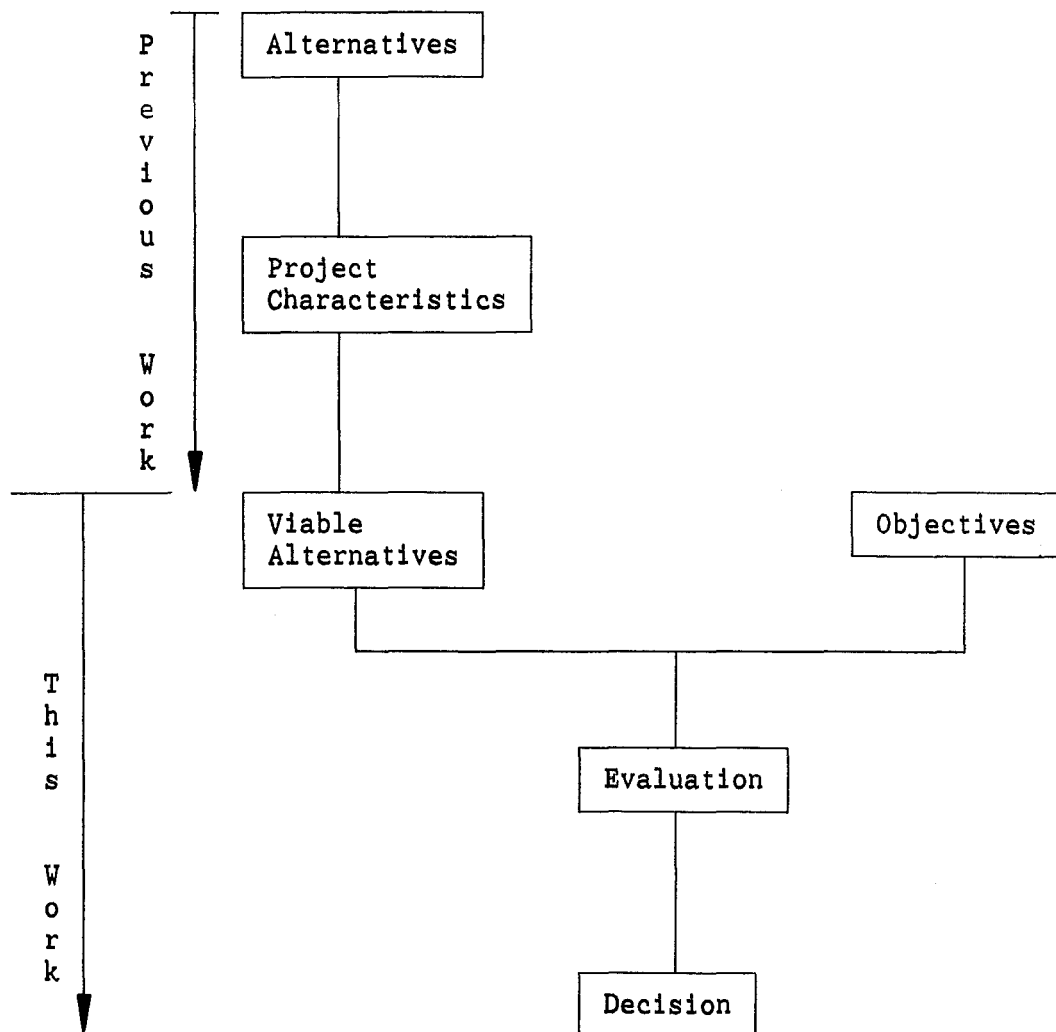 Previous Work
Alternatives
Project
Characteristics
Viable
Alternatives
Objectives
This Work
Evaluation
Decision